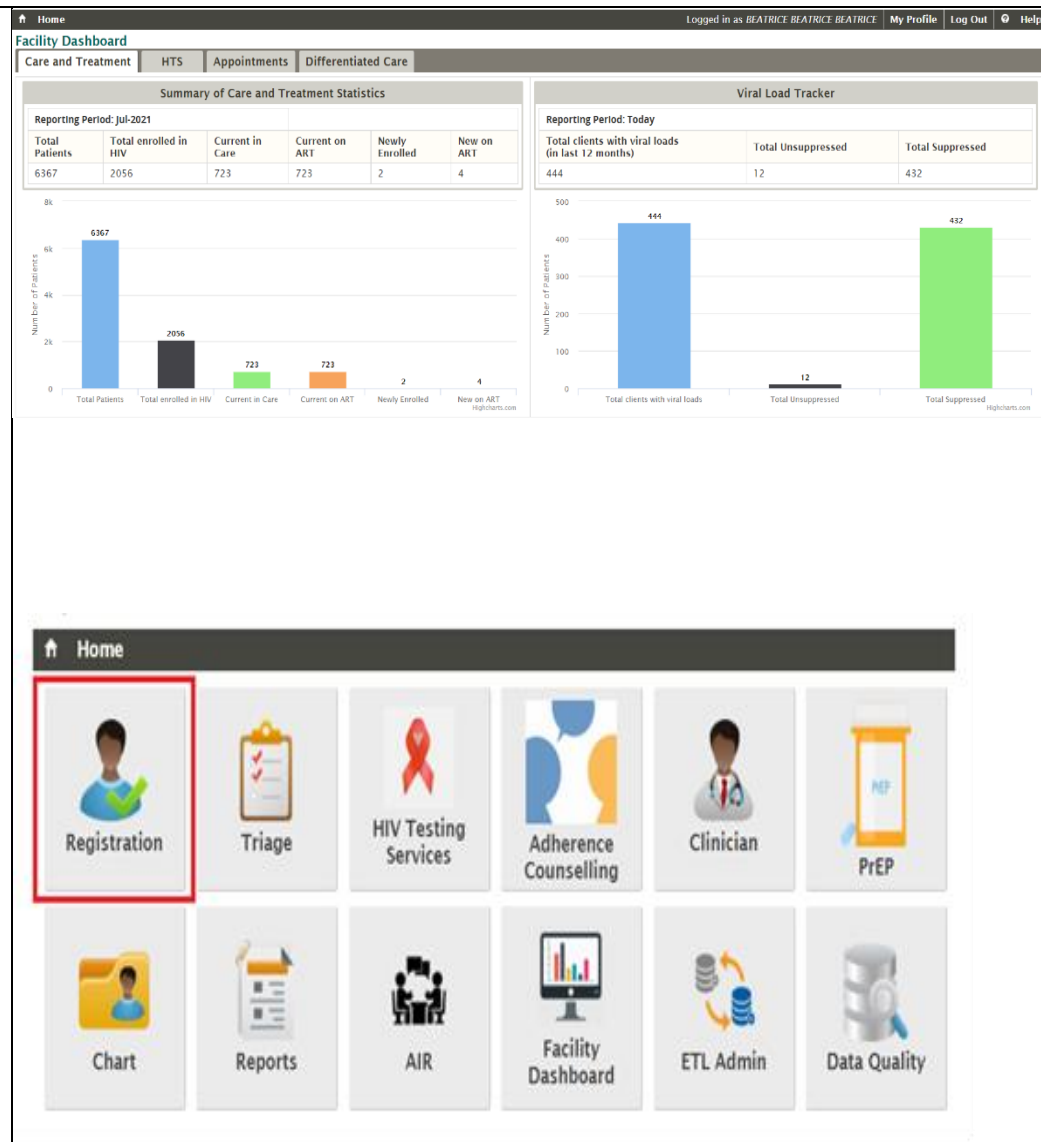 Home
Logged in as BEATRICE BEATRICE BEATRICE My Profile Log Out Help
Facility Dashboard
Care and Treatment HTS Appointments Differentiated Care
Summary of Care and Treatment Statistics
Reporting Period: Jul-2021
Total Patients Total enrolled in HIV Current in Care Current on ART Newly Enrolled New on ART
6367 2056 723 723 2 4
8k
6k
4k
2k
0
Number of Patients
6367
2056
723
723
2
4
Total Patients Total enrolled in HIV Current in Care Current on ART Newly Enrolled New on ART
Highcharts.com
Viral Load Tracker
Reporting Period: Today
Total clients with viral loads (in last 12 months) Total Unsuppressed Total Suppressed
444 12 432
500
400
300
200
100
0
Number of Patients
444
12
432
Total clients with viral loads Total Unsuppressed Total Suppressed
Highcharts.com
Home
Registration
Triage
HIV Testing
Services
Adherence
Counselling
Clinician
PrEP
PrEP
Chart
Reports
AIR
Facility
Dashboard
ETL Admin
Data Quality